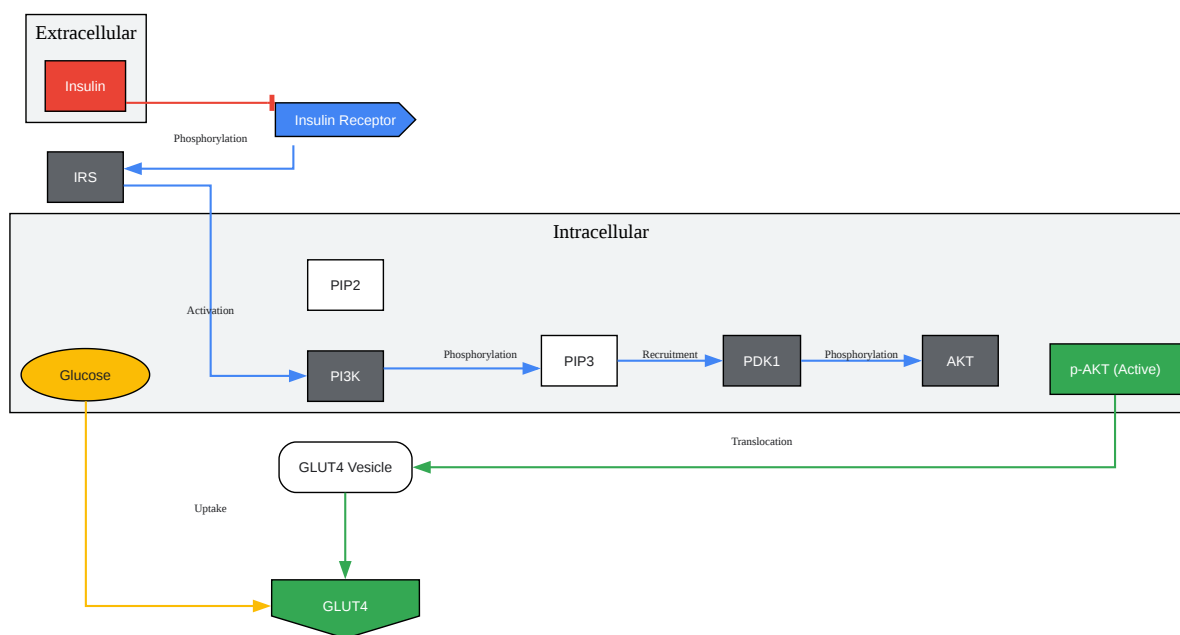 Extracellular
Insulin
Insulin Receptor
Phosphorylation
IRS
Intracellular
PIP2
Activation
Glucose
PI3K
Phosphorylation
PIP3
Recruitment
PDK1
Phosphorylation
AKT
p-AKT (Active)
Translocation
GLUT4 Vesicle
Uptake
GLUT4